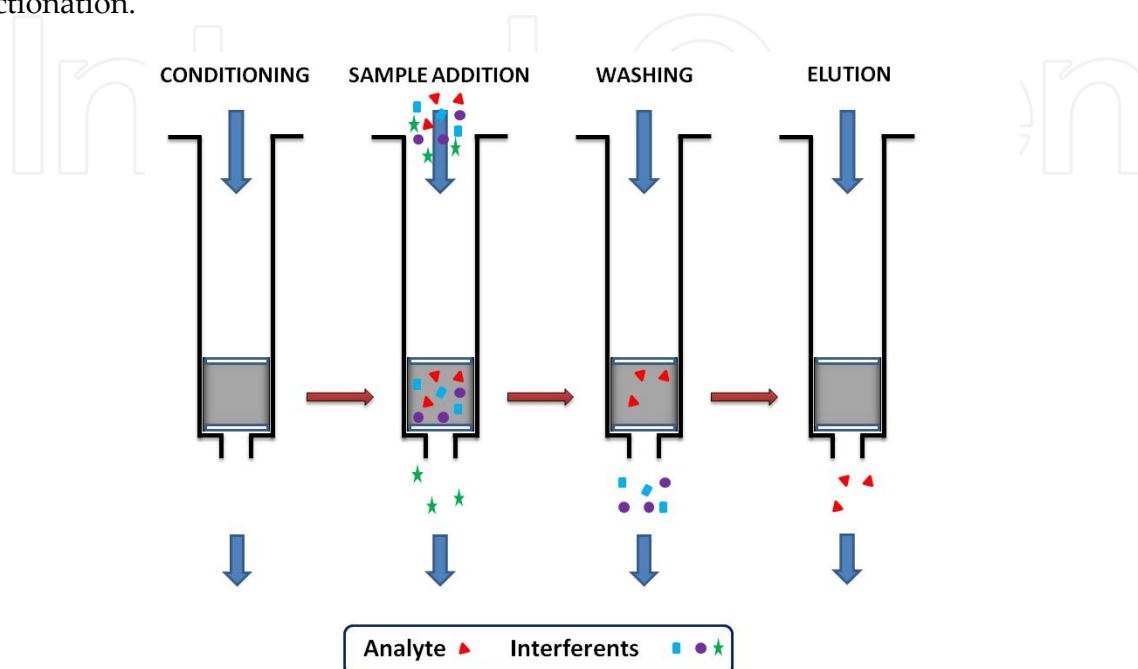 ctionation.
CONDITIONING SAMPLE ADDITION WASHING ELUTION
Analyte Interferents